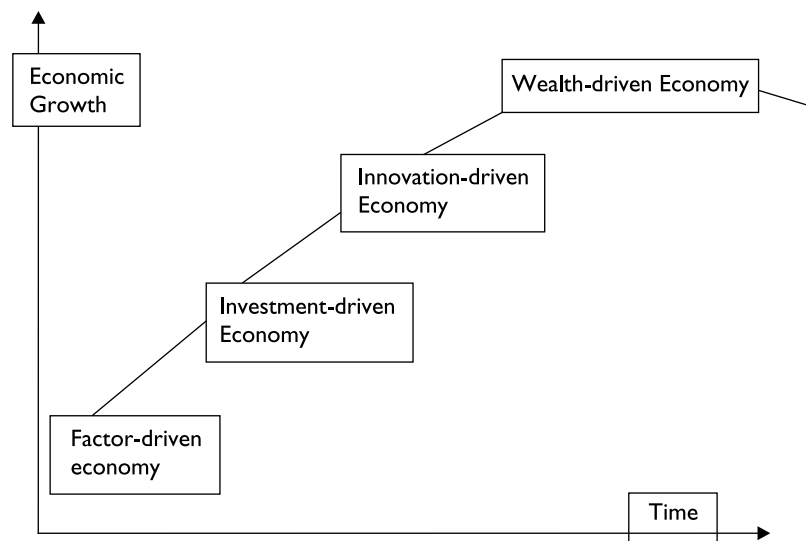 Economic
Growth
Wealth-driven Economy
Innovation-driven
Economy
Investment-driven
Economy
Factor-driven
economy
Time